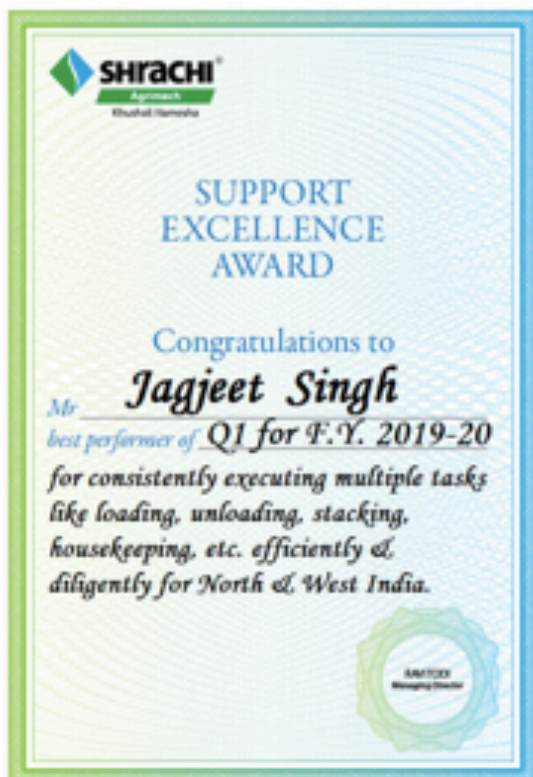 SHRACHI®
Agrimech
Khushali Hamesha
SUPPORT
EXCELLENCE
AWARD
Congratulations to
Mr Jagjeet Singh
best performer of Q1 for F.Y. 2019-20
for consistently executing multiple tasks
like loading, unloading, stacking,
housekeeping, etc. efficiently &
diligently for North & West India.
RAVI TODI
Managing Director